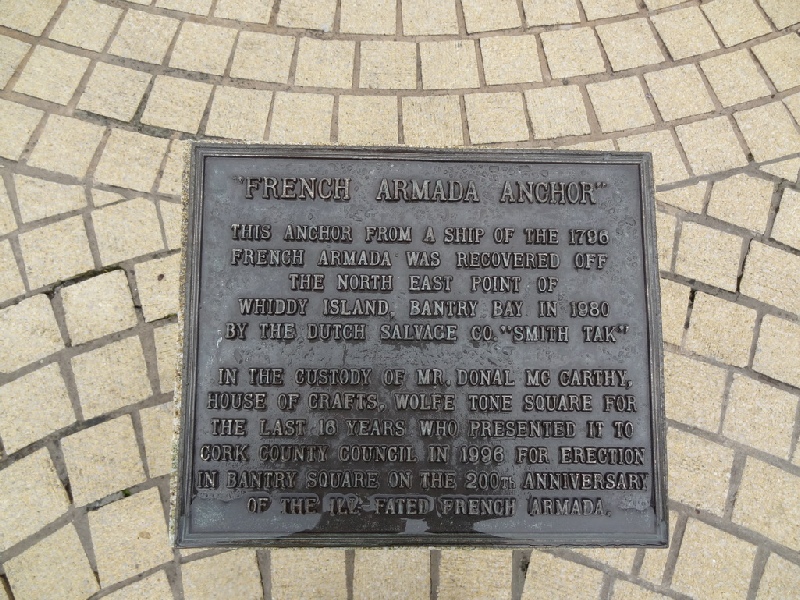 "FRENCH ARMADA ANCHOR"
THIS ANCHOR FROM A SHIP OF THE 1796
FRENCH ARMADA WAS RECOVERED OFF
THE NORTH EAST POINT OF
WHIDDY ISLAND, BANTRY BAY IN 1980
BY THE DUTCH SALVAGE CO. "SMITH TAK"
IN THE CUSTODY OF MR. DONAL MC CARTHY,
HOUSE OF CRAFTS, WOLFE TONE SQUARE FOR
THE LAST 16 YEARS WHO PRESENTED IT TO
CORK COUNTY COUNCIL IN 1996 FOR ERECTION
IN BANTRY SQUARE ON THE 200TH ANNIVERSARY
OF THE ILL-FATED FRENCH ARMADA.